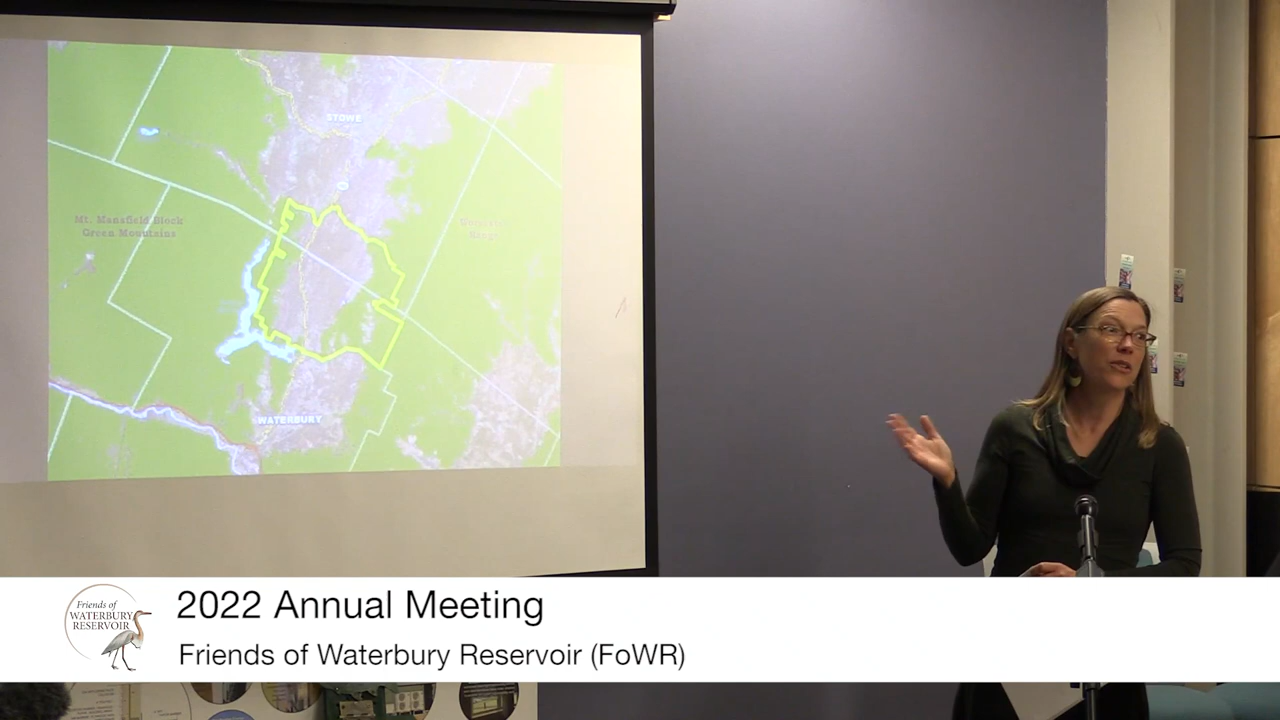 STOWE
Mt. Mansfield Block
Green Mountains
Range
WATERBURY
Friends of
WATERBURY
RESERVOIR
2022 Annual Meeting
Friends of Waterbury Reservoir (FoWR)